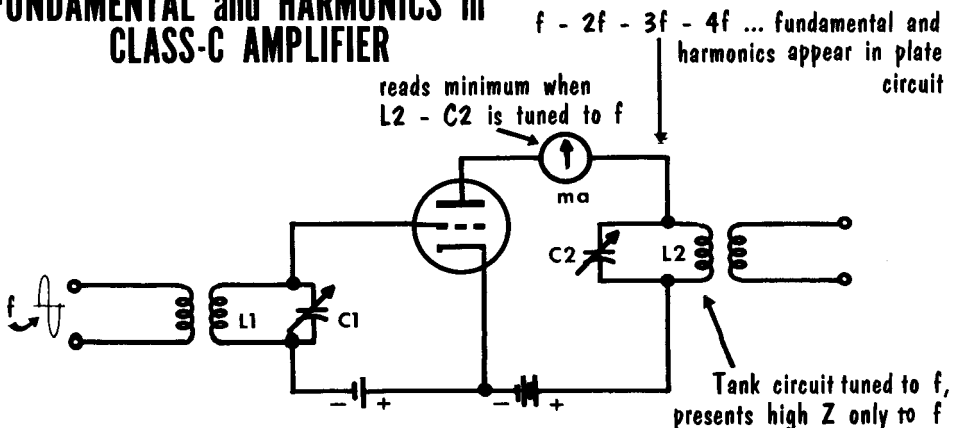 FUNDAMENTAL and HARMONICS in
CLASS-C AMPLIFIER
f - 2f - 3f - 4f ... fundamental and
harmonics appear in plate
circuit
reads minimum when
L2 - C2 is tuned to f
ma
C2
L2
f
L1
C1
- +
- +
Tank circuit tuned to f,
presents high Z only to f